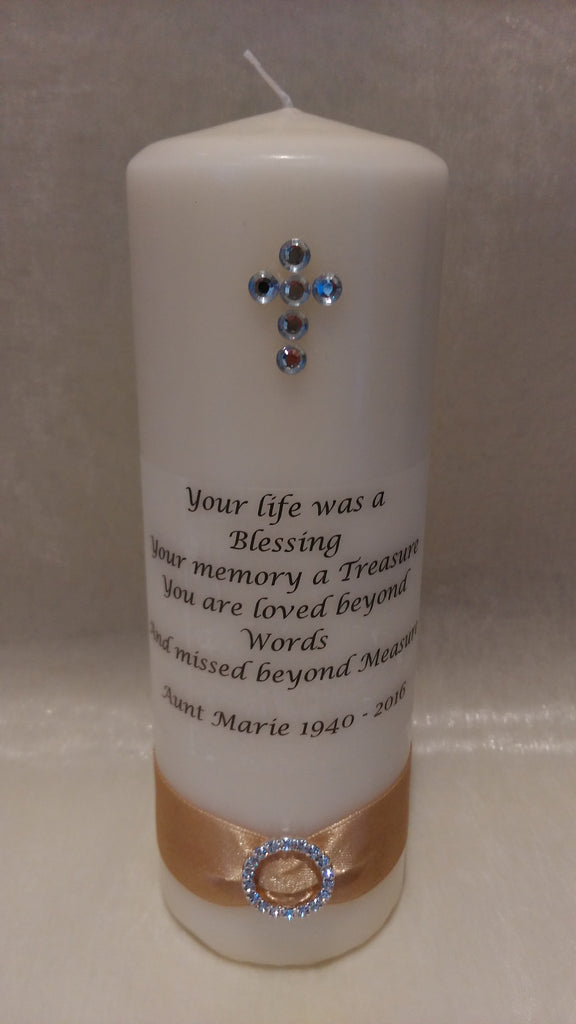 Your life was a
Blessing
Your memory a Treasure
You are loved beyond
Words
And missed beyond Measure
Aunt Marie 1940 - 2016